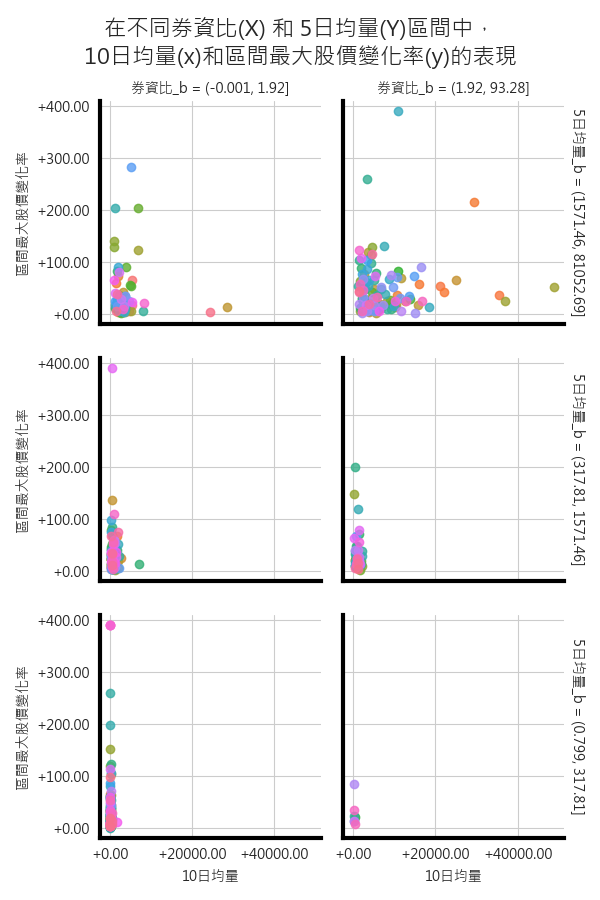 在不同券資比(X) 和 5日均量(Y)區間中，
10日均量(x)和區間最大股價變化率(y)的表現
券資比_b = (-0.001, 1.92]
券資比_b = (1.92, 93.28]
+400.00
+300.00
+200.00
+100.00
+0.00
區間最大股價變化率
5日均量_b = (1571.46, 81052.69]
+400.00
+300.00
+200.00
+100.00
+0.00
區間最大股價變化率
5日均量_b = (317.81, 1571.46]
+400.00
+300.00
+200.00
+100.00
+0.00
區間最大股價變化率
5日均量_b = (0.799, 317.81]
+0.00 +20000.00 +40000.00
+0.00 +20000.00 +40000.00
10日均量
10日均量